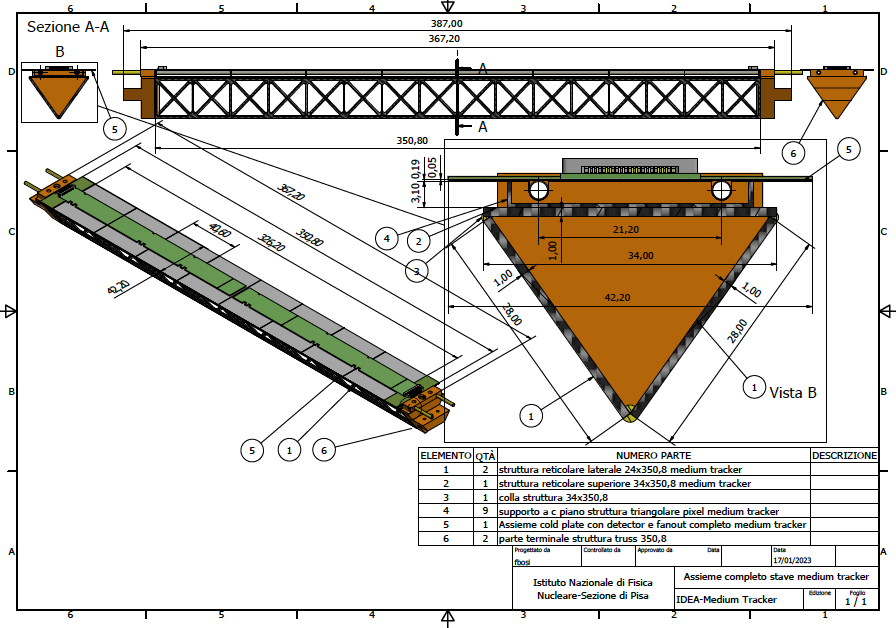 6 5 4 3 2 1
Sezione A-A
387,00
367,20
B
A
D D
5
A
350,80
6
5
3,10 0,19 0,05
367,20
350,80
326,20
40,60
42,20
C C
4
2
3
21,20
1,00
34,00
1,00 1,00
42,20
28,00 28,00
B B
1
Vista B
1
5 1 6
ELEMENTO QTÀ NUMERO PARTE DESCRIZIONE
1 2 struttura reticolare laterale 24x350,8 medium tracker
2 1 struttura reticolare superiore 34x350,8 medium tracker
3 1 colla struttura 34x350,8
4 9 supporto a c piano struttura triangolare pixel medium tracker
5 1 Assieme cold plate con detector e fanout completo medium tracker
6 2 parte terminale struttura truss 350,8
A A
Progettato da Controllato da Approvato da Data Data
fbosi 17/01/2023
Istituto Nazionale di Fisica
Nucleare-Sezione di Pisa
Assieme completo stave medium tracker
IDEA-Medium Tracker
Edizione Foglio
1 / 1
6 5 4 3 2 1